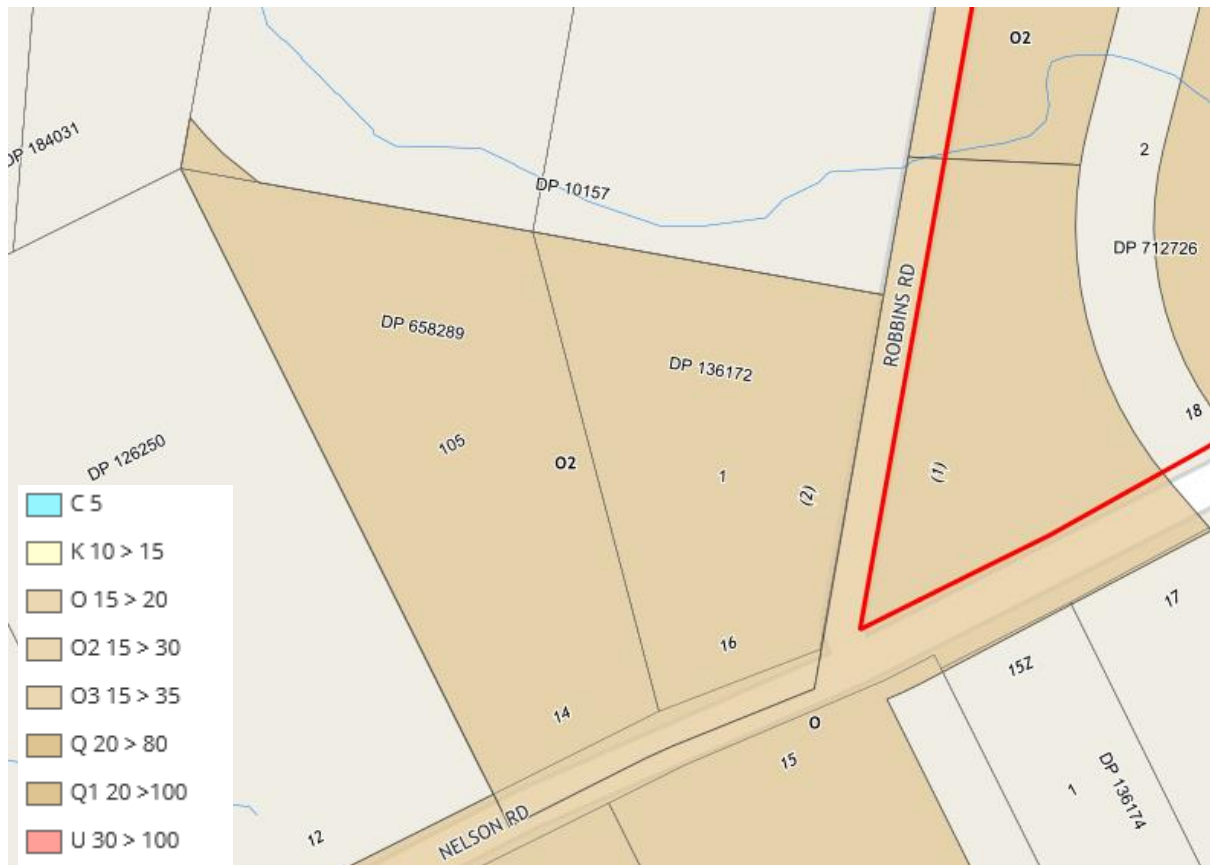 O2
DP 184031
2
DP 10157
DP 712726
ROBBINS RD
DP 658289
DP 136172
18
DP 126250
105
O2
1
(2)
(1)
C 5
K 10 > 15
O 15 > 20
O2 15 > 30
O3 15 > 35
Q 20 > 80
Q1 20 >100
U 30 > 100
17
16
15Z
14
O
15
DP 136174
1
NELSON RD
12